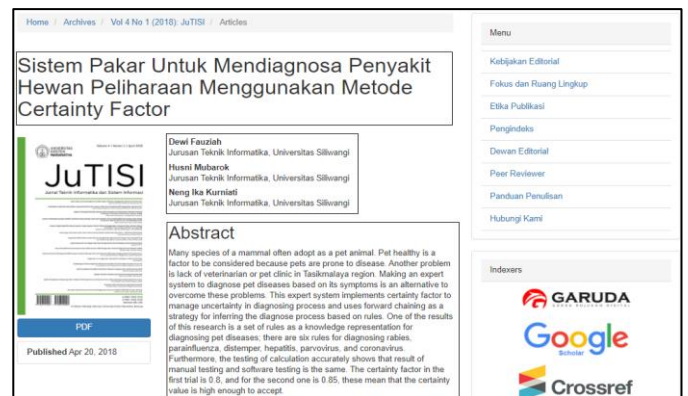 Home / Archives / Vol 4 No 1 (2018): JuTISI / Articles
Sistem Pakar Untuk Mendiagnosa Penyakit
Hewan Peliharaan Menggunakan Metode
Certainty Factor
JuTISI
Jurnal Teknik Informatika dan Sistem Informasi
PDF
Published Apr 20, 2018
Dewi Fauziah
Jurusan Teknik Informatika, Universitas Siliwangi
Husni Mubarok
Jurusan Teknik Informatika, Universitas Siliwangi
Neng Ika Kurniati
Jurusan Teknik Informatika, Universitas Siliwangi
Abstract
Many species of a mammal often adopt as a pet animal. Pet healthy is a
factor to be considered because pets are prone to disease. Another problem
is lack of veterinarian or pet clinic in Tasikmalaya region. Making an expert
system to diagnose pet diseases based on its symptoms is an alternative to
overcome these problems. This expert system implements certainty factor to
manage uncertainty in diagnosing process and uses forward chaining as a
strategy for inferring the diagnose process based on rules. One of the results
of this research is a set of rules as a knowledge representation for
diagnosing pet diseases; there are six rules for diagnosing rabies,
parainfluenza, distemper, hepatitis, parvovirus, and coronavirus.
Furthermore, the testing of calculation accurately shows that result of
manual testing and software testing is the same. The certainty factor in the
first trial is 0.8, and for the second one is 0.85, these mean that the certainty
value is high enough to accept.
Menu
Kebijakan Editorial
Fokus dan Ruang Lingkup
Etika Publikasi
Pengindeks
Dewan Editorial
Peer Reviewer
Panduan Penulisan
Hubungi Kami
Indexers
GARUDA
Google
Scholar
Crossref